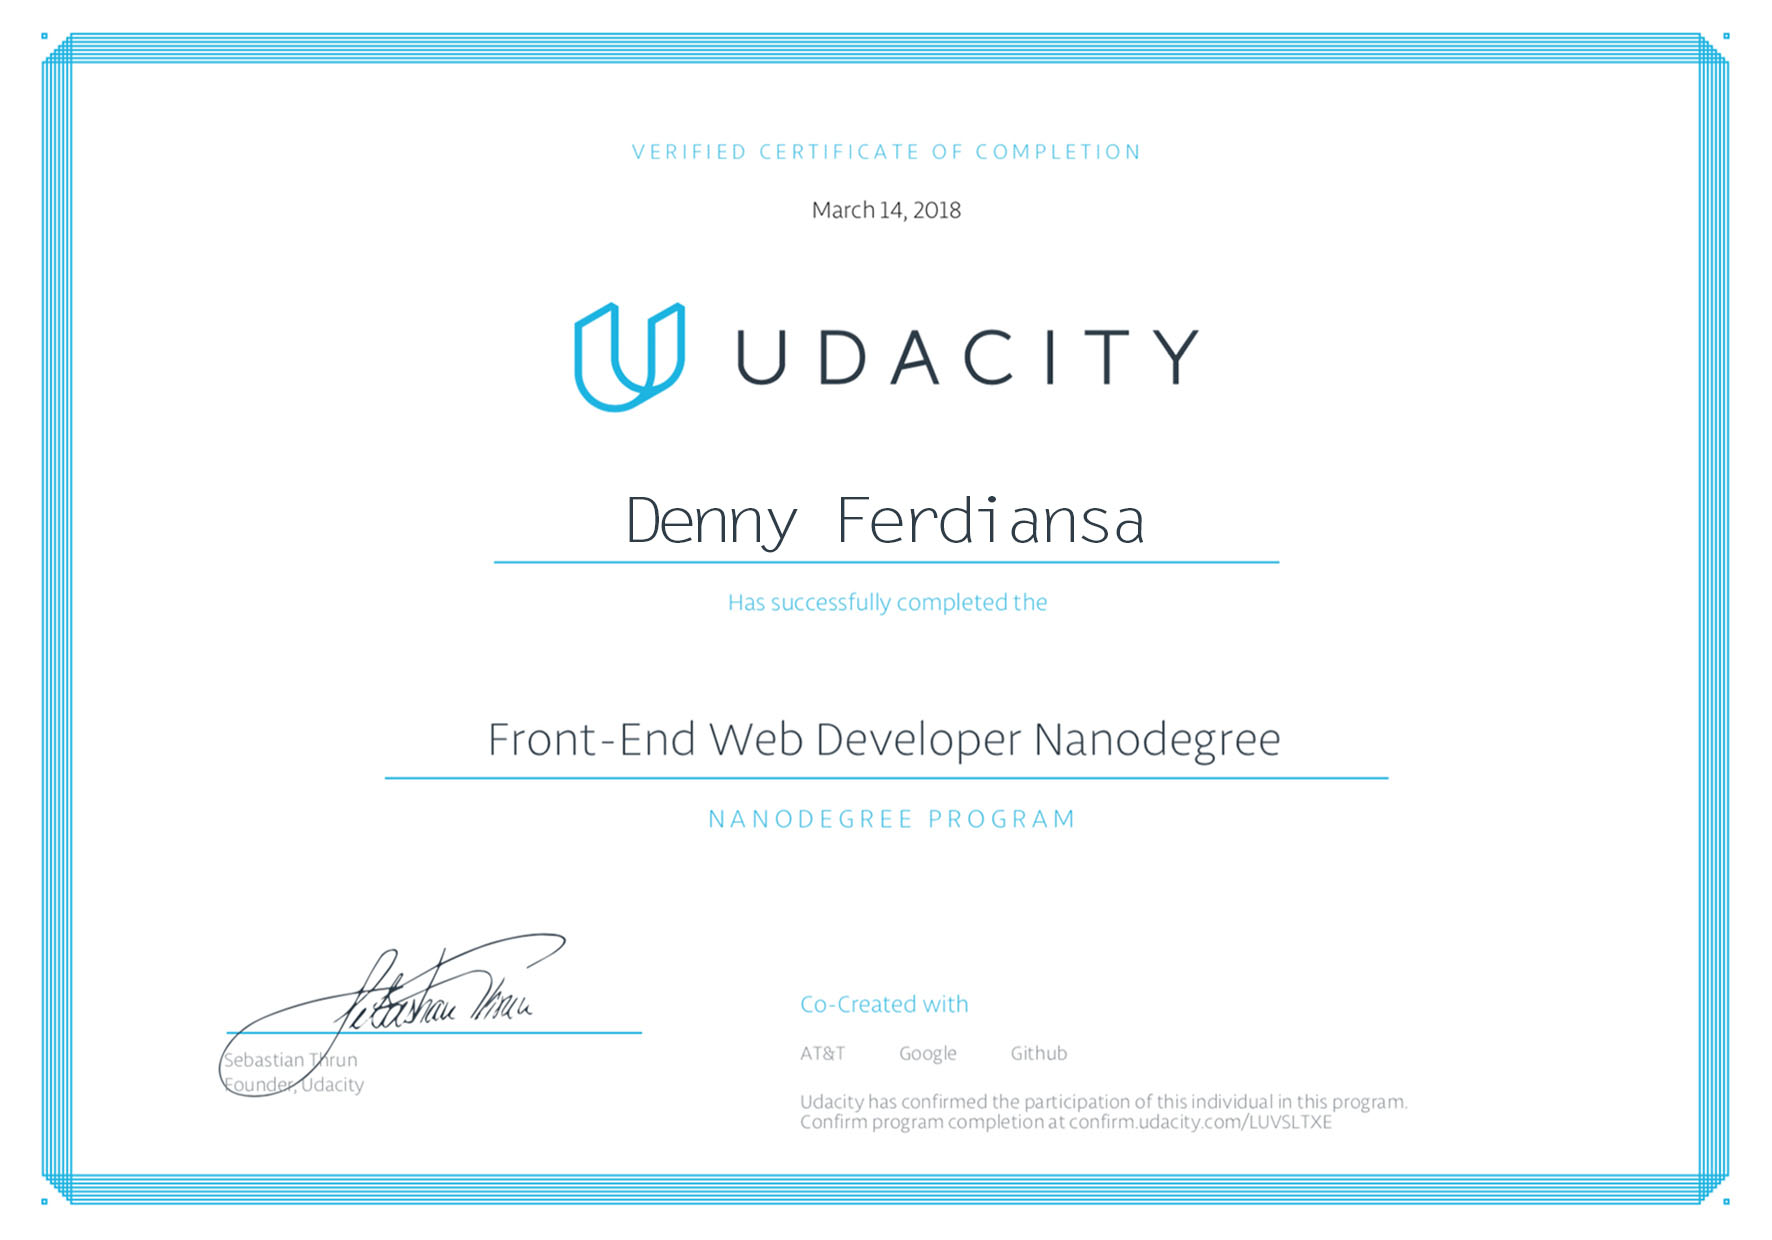 VERIFIED CERTIFICATE OF COMPLETION
March 14, 2018
UDACITY
Denny Ferdiansa
Has successfully completed the
Front-End Web Developer Nanodegree
NANODEGREE PROGRAM
Sebastian Thrun
Sebastian Thrun
Founder, Udacity
Co-Created with
AT&T Google Github
Udacity has confirmed the participation of this individual in this program.
Confirm program completion at confirm.udacity.com/LUVSLTXE